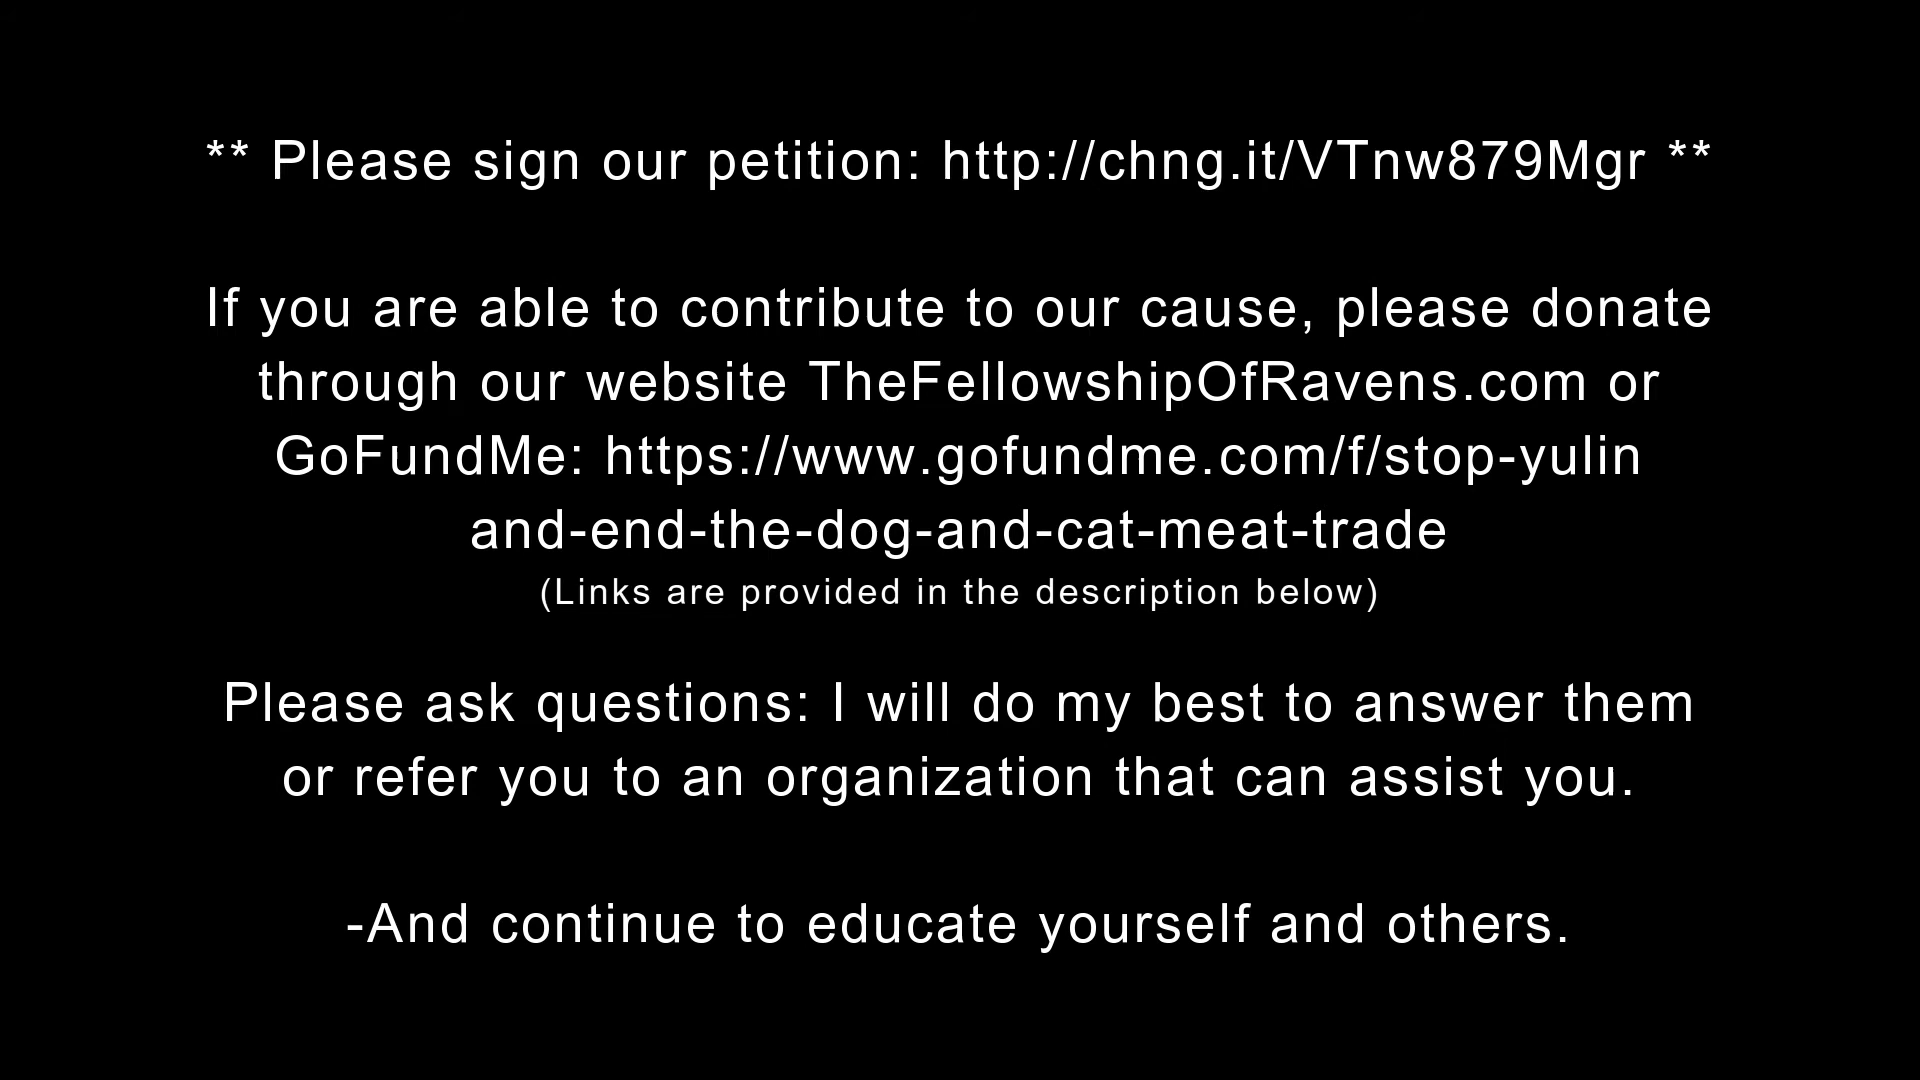 ** Please sign our petition: http://chng.it/VTnw879Mgr **
If you are able to contribute to our cause, please donate
through our website TheFellowshipOfRavens.com or
GoFundMe: https://www.gofundme.com/f/stop-yulin
and-end-the-dog-and-cat-meat-trade
(Links are provided in the description below)
Please ask questions: I will do my best to answer them
or refer you to an organization that can assist you.
-And continue to educate yourself and others.